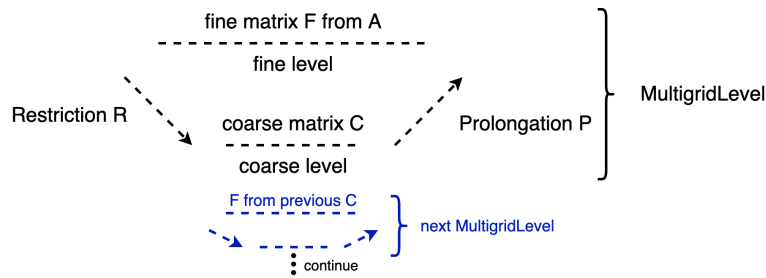 fine matrix F from A
fine level
MultigridLevel
Restriction R
coarse matrix C
Prolongation P
coarse level
F from previous C
next MultigridLevel
continue